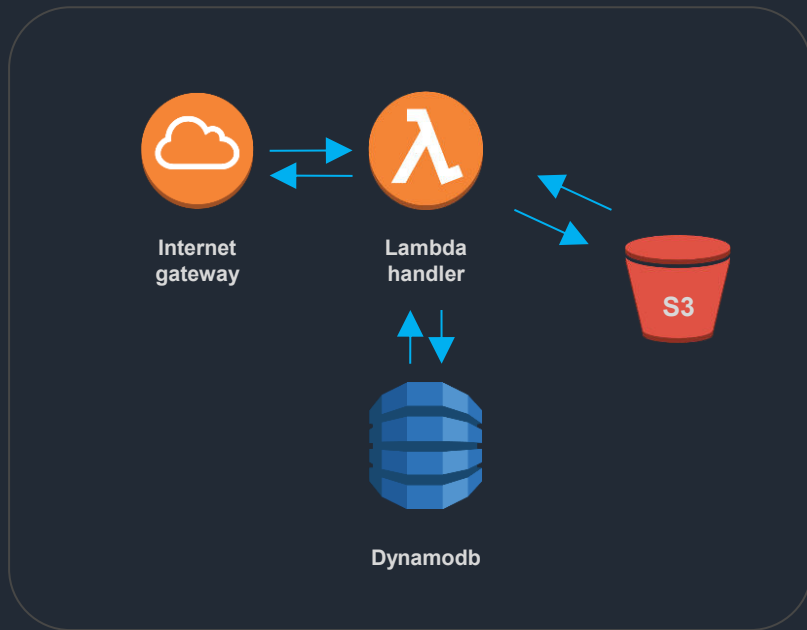 Internet
gateway
Lambda
handler
S3
Dynamodb